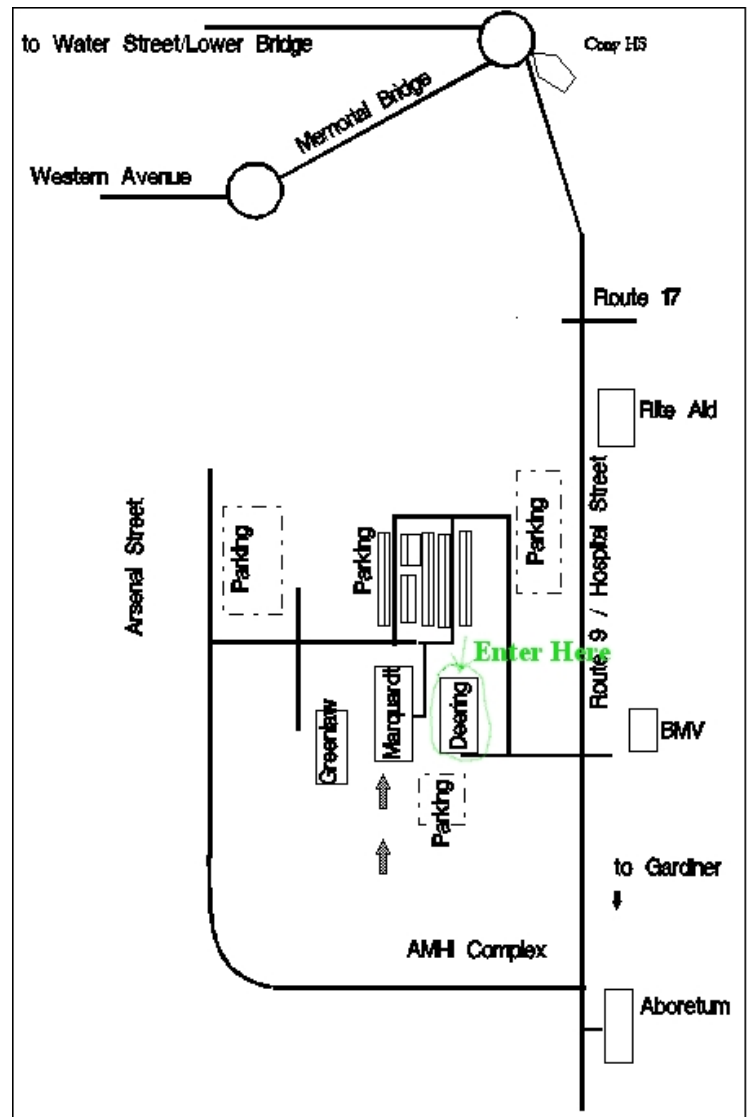 to Water Street/Lower Bridge
Cony HS
Memorial Bridge
Western Avenue
Route 17
Rite Aid
Arsenal Street
Parking
Parking
Parking
Route 9 / Hospital Street
Enter Here
Greenlaw
Marquardt
Deering
BMV
Parking
to Gardiner
AMHI Complex
Aboretum